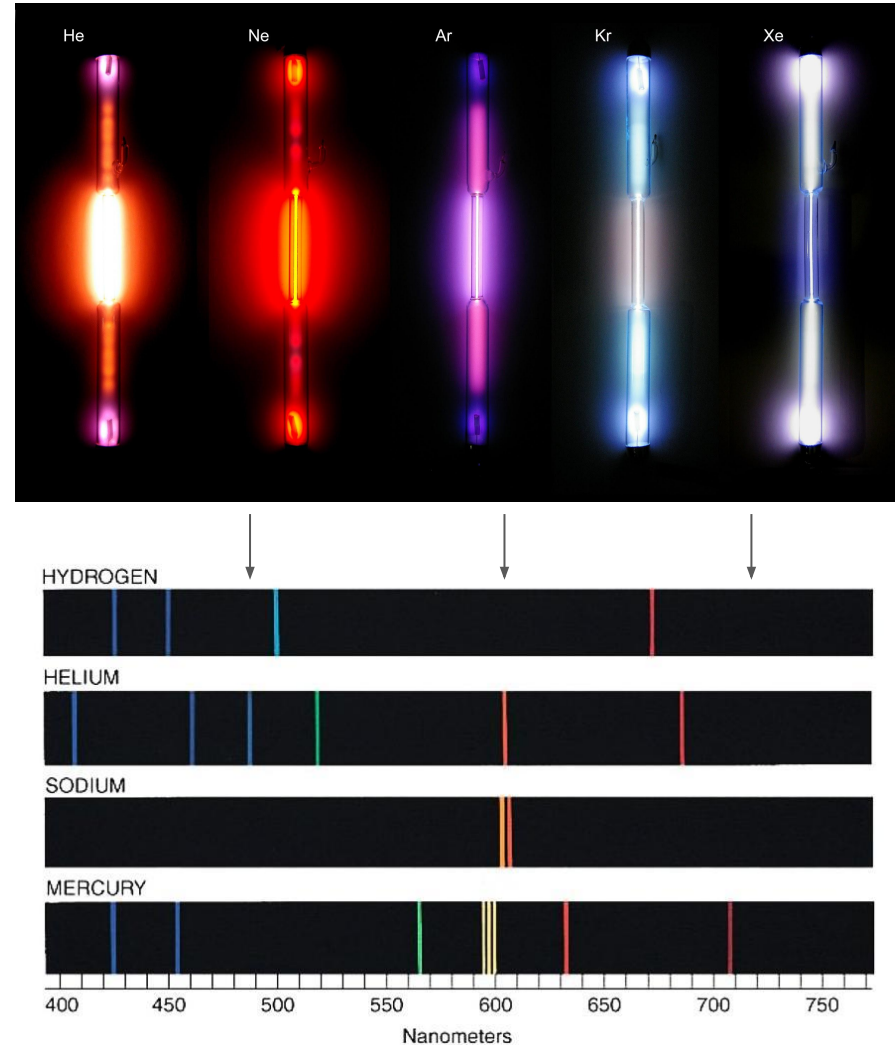 He Ne Ar Kr Xe
HYDROGEN
HELIUM
SODIUM
MERCURY
400 450 500 550 600 650 700 750
Nanometers